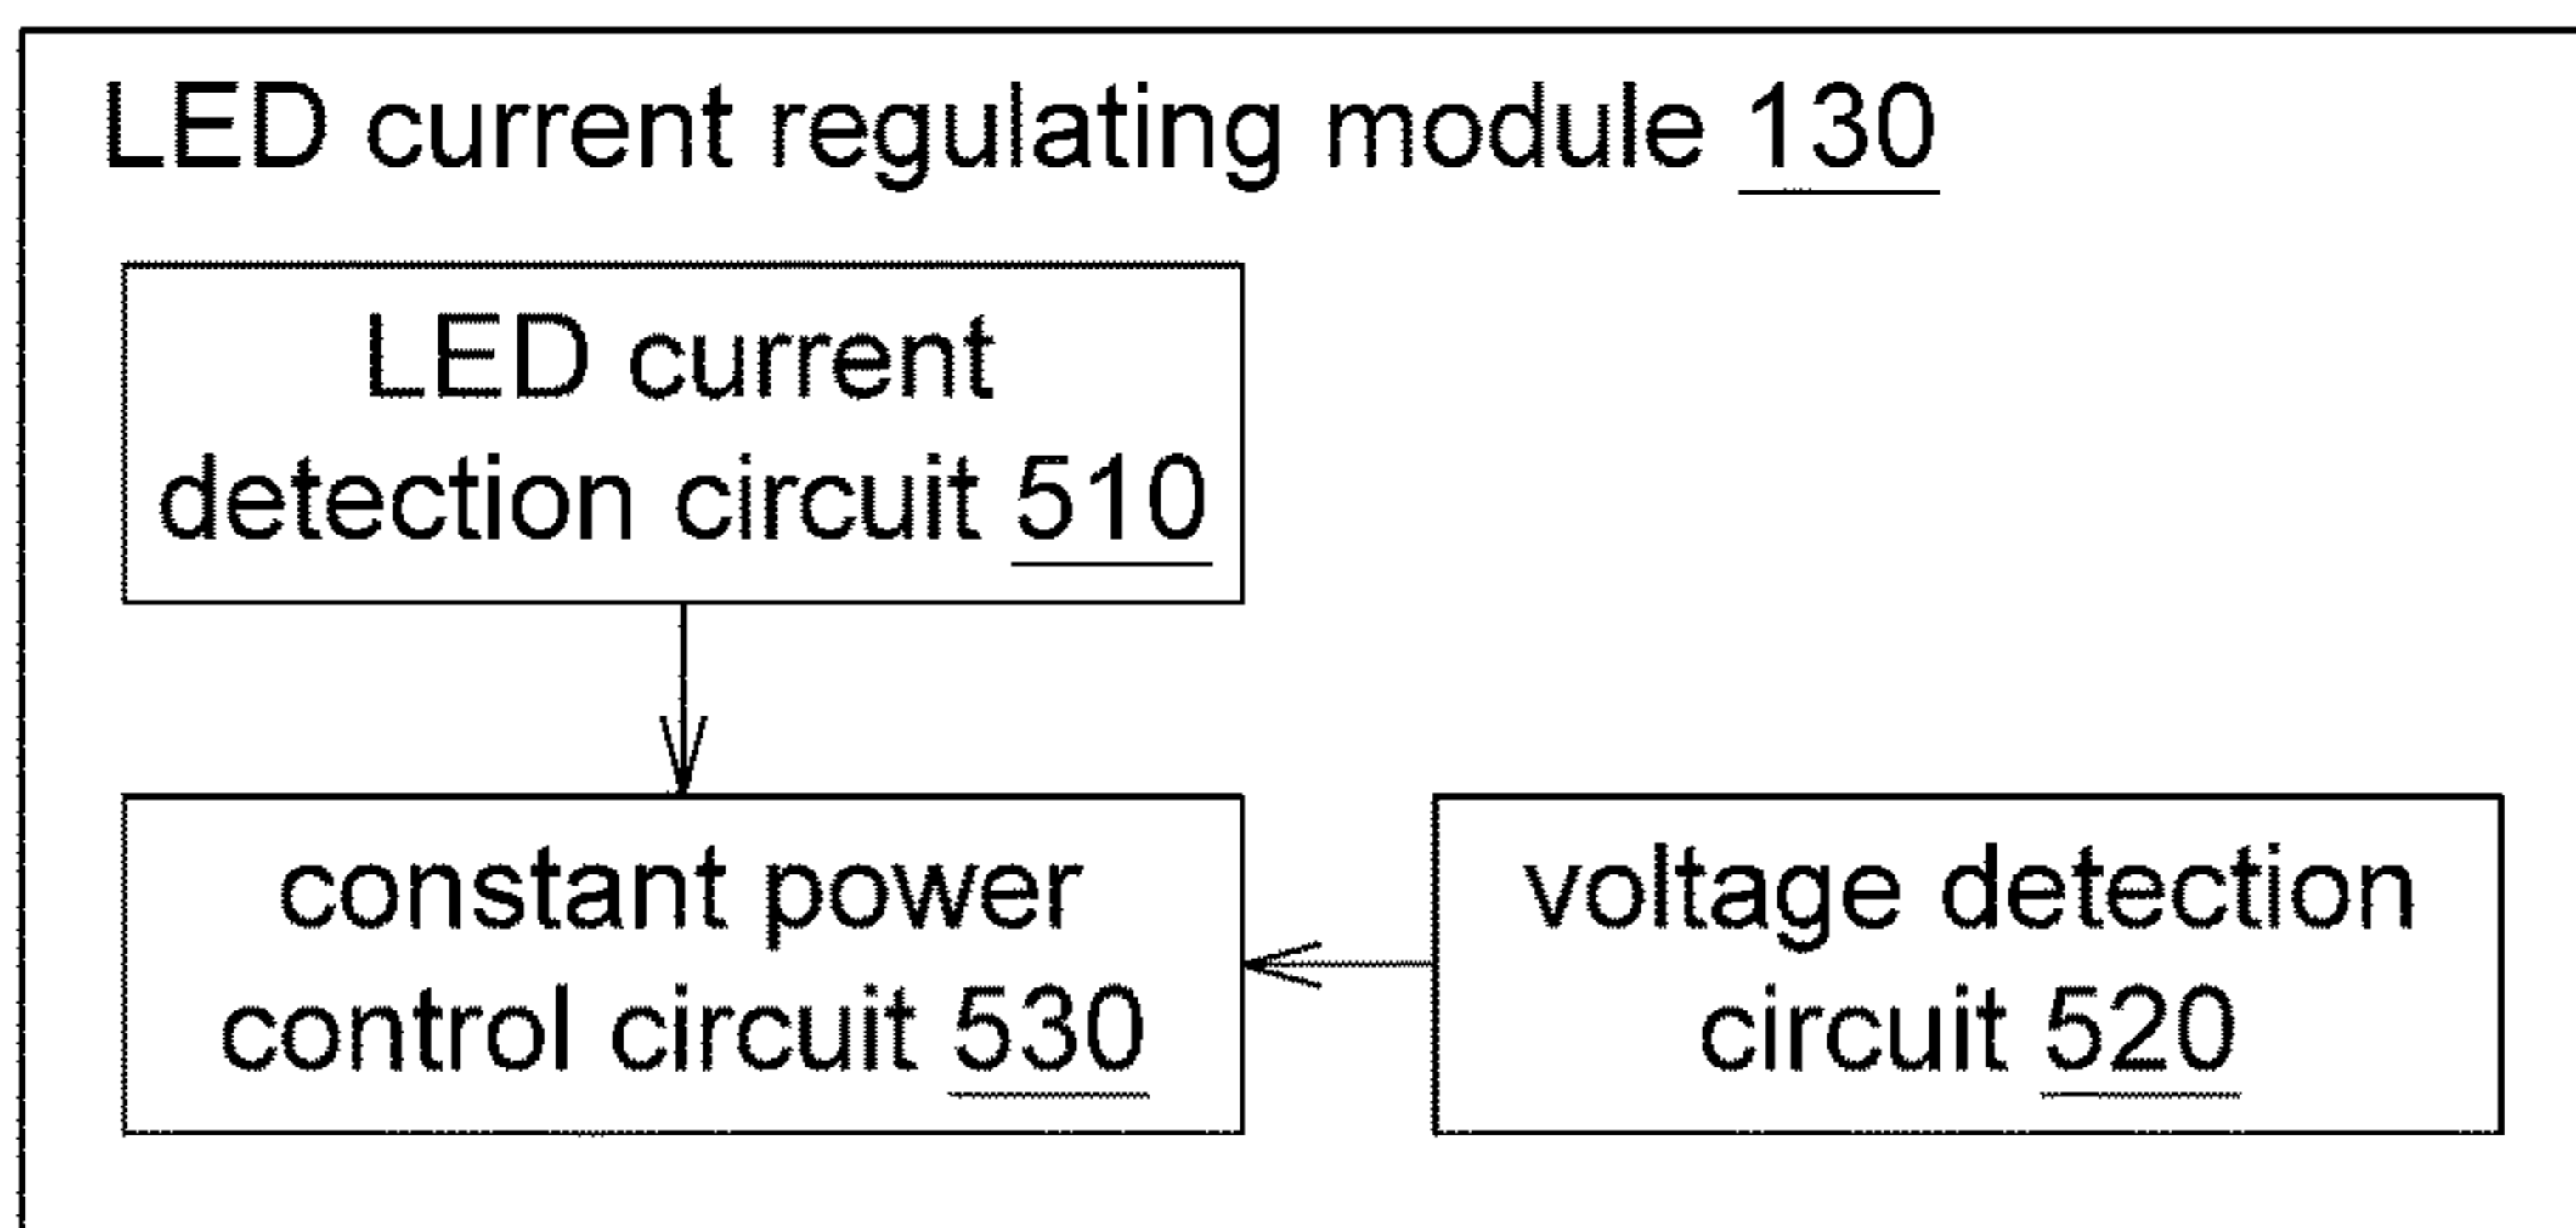 LED current regulating module 130
LED current
detection circuit 510
constant power
control circuit 530
voltage detection
circuit 520